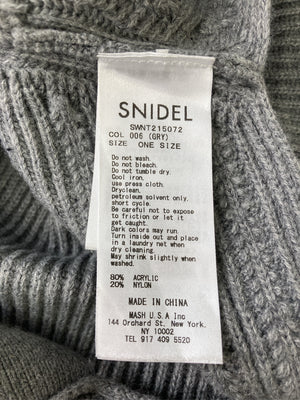 SNIDEL
SWNT215072
COL 006 (GRY)
SIZE ONE SIZE
Do not wash.
Do not bleach.
Do not tumble dry.
Cool iron.
use press cloth.
Dryclean.
petroleum solvent only.
short cycle.
Be careful not to expose
to friction or let it
get caught.
Dark colors may run.
Turn inside out and place
in a laundry net when
dry cleaning.
May shrink slightly when
steamed.
80% ACRYLIC
20% NYLON
MADE IN CHINA
MASH U.S.A Inc
144 Orchard St. New York.
NY 10002
TEL 917 409 5520